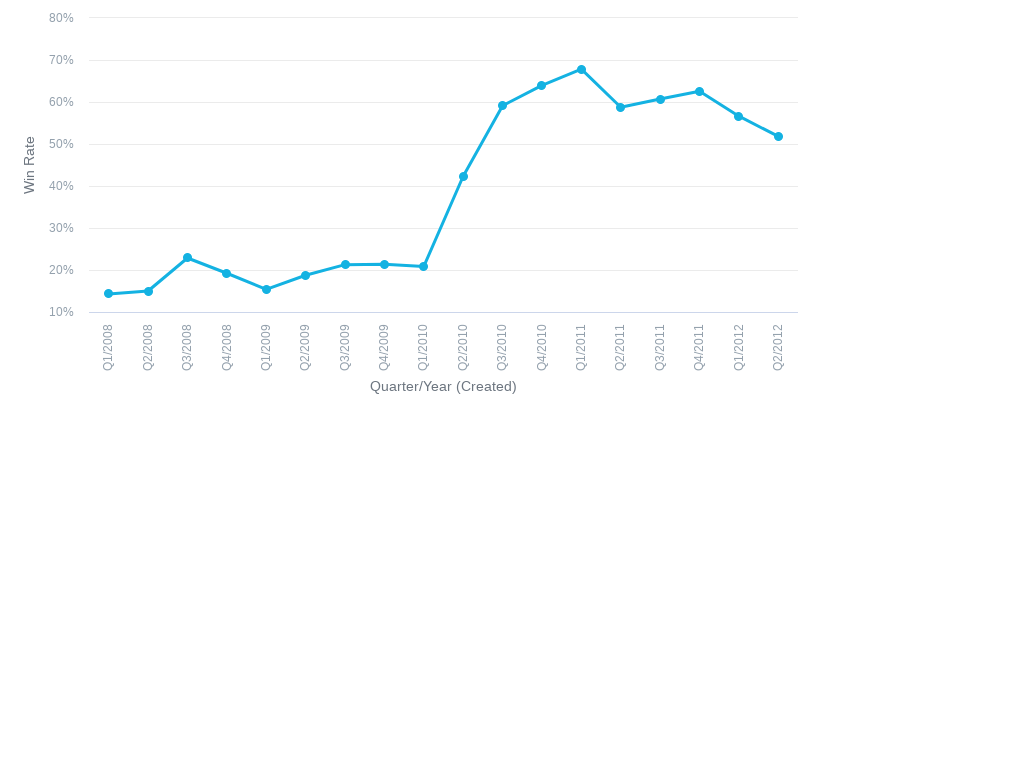 80%
70%
60%
50%
40%
30%
20%
10%
Win Rate
Q1/2008
Q2/2008
Q3/2008
Q4/2008
Q1/2009
Q2/2009
Q3/2009
Q4/2009
Q1/2010
Q2/2010
Q3/2010
Q4/2010
Q1/2011
Q2/2011
Q3/2011
Q4/2011
Q1/2012
Q2/2012
Quarter/Year (Created)